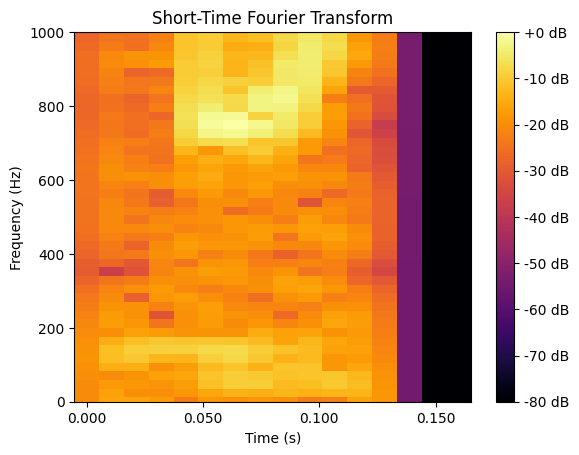 Short-Time Fourier Transform
1000
800
600
400
200
0
Frequency (Hz)
0.000
0.050
0.100
0.150
Time (s)
+0 dB
-10 dB
-20 dB
-30 dB
-40 dB
-50 dB
-60 dB
-70 dB
-80 dB